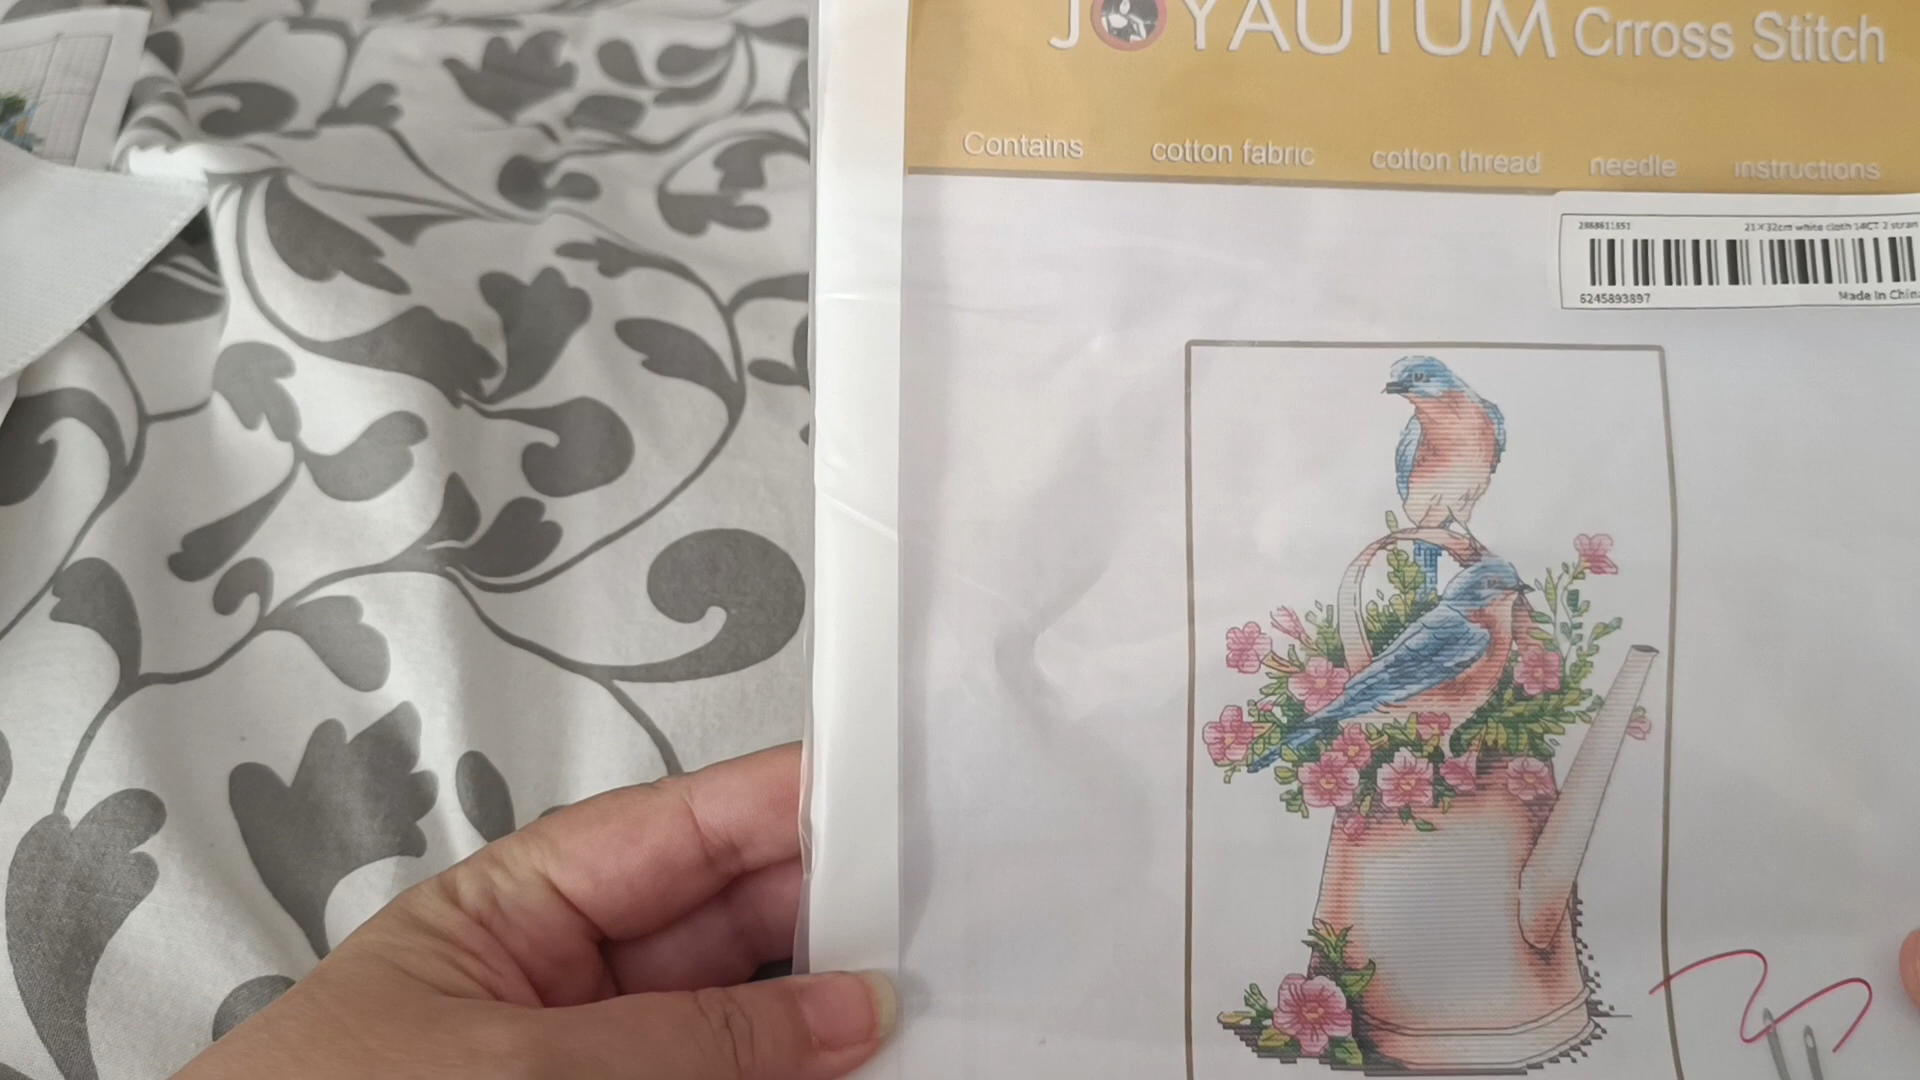 JOYAUTUM Crross Stitch
Contains cotton fabric cotton thread needle instructions
2868611851 21×32cm white cloth 14CT 2 stran
6245893897 Made In China